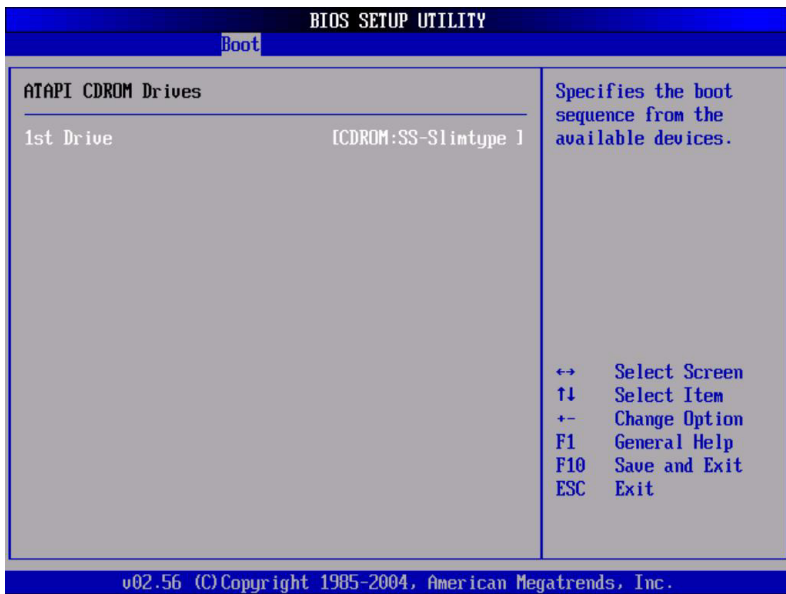 BIOS SETUP UTILITY
Boot
ATAPI CDROM Drives
1st Drive [CDROM:SS-Slimtype ]
Specifies the boot
sequence from the
available devices.
←→ Select Screen
↑↓ Select Item
+- Change Option
F1 General Help
F10 Save and Exit
ESC Exit
v02.56 (C)Copyright 1985-2004, American Megatrends, Inc.